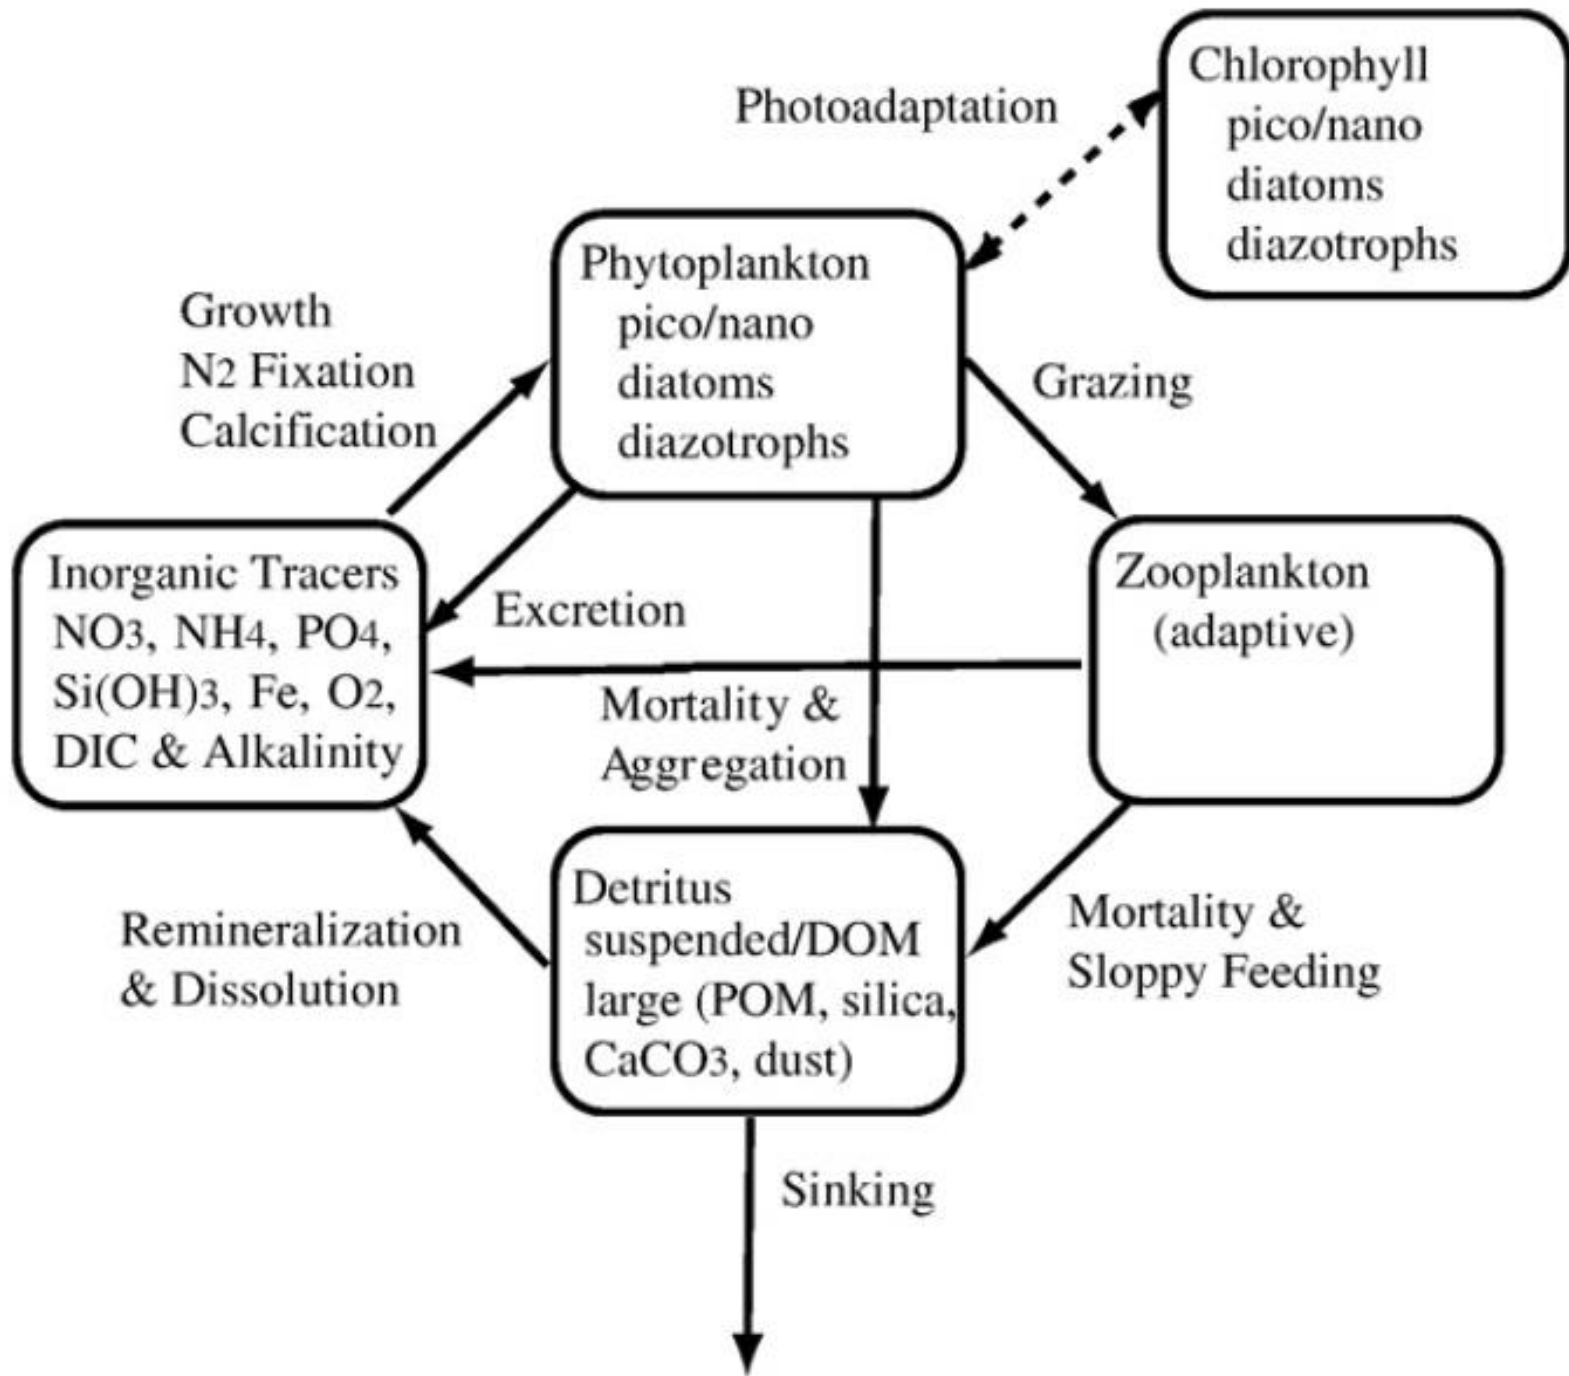 Chlorophyll
pico/nano
diatoms
diazotrophs
Photoadaptation
Phytoplankton
pico/nano
diatoms
diazotrophs
Growth
N2 Fixation
Calcification
Grazing
Inorganic Tracers
NO3, NH4, PO4,
Si(OH)3, Fe, O2,
DIC & Alkalinity
Excretion
Zooplankton
(adaptive)
Mortality &
Aggregation
Detritus
suspended/DOM
large (POM, silica,
CaCO3, dust)
Remineralization
& Dissolution
Mortality &
Sloppy Feeding
Sinking